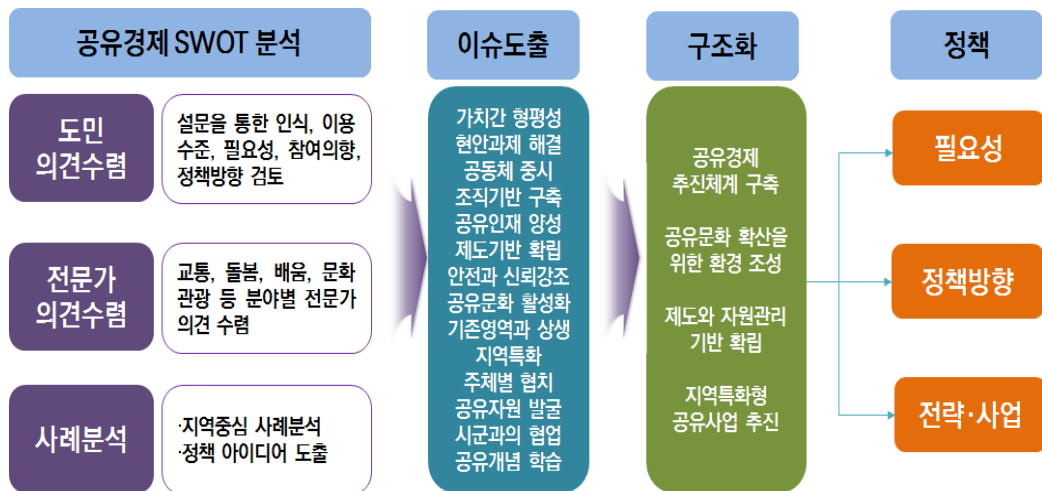 공유경제 SWOT 분석
이슈도출
구조화
정책
도민
의견수렴
설문을 통한 인식, 이용
수준, 필요성, 참여의향,
정책방향 검토
전문가
의견수렴
교통, 돌봄, 배움, 문화
관광 등 분야별 전문가
의견 수렴
사례분석
·지역중심 사례분석
·정책 아이디어 도출
가치간 형평성
현안과제 해결
공동체 중시
조직기반 구축
공유인재 양성
제도기반 확립
안전과 신뢰강조
공유문화 활성화
기존영역과 상생
지역특화
주체별 협치
공유자원 발굴
시군과의 협업
공유개념 학습
공유경제
추진체계 구축
공유문화 확산을
위한 환경 조성
제도와 자원관리
기반 확립
지역특화형
공유사업 추진
필요성
정책방향
전략·사업